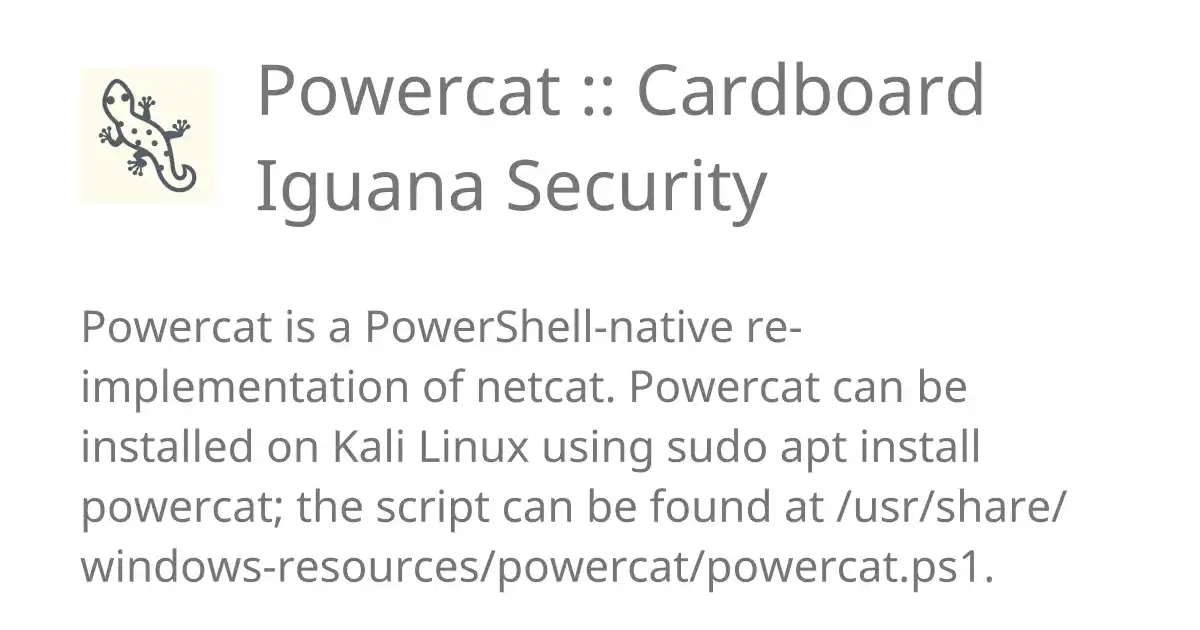 Powercat :: Cardboard
Iguana Security
Powercat is a PowerShell-native re-
implementation of netcat. Powercat can be
installed on Kali Linux using sudo apt install
powercat; the script can be found at /usr/share/
windows-resources/powercat/powercat.ps1.